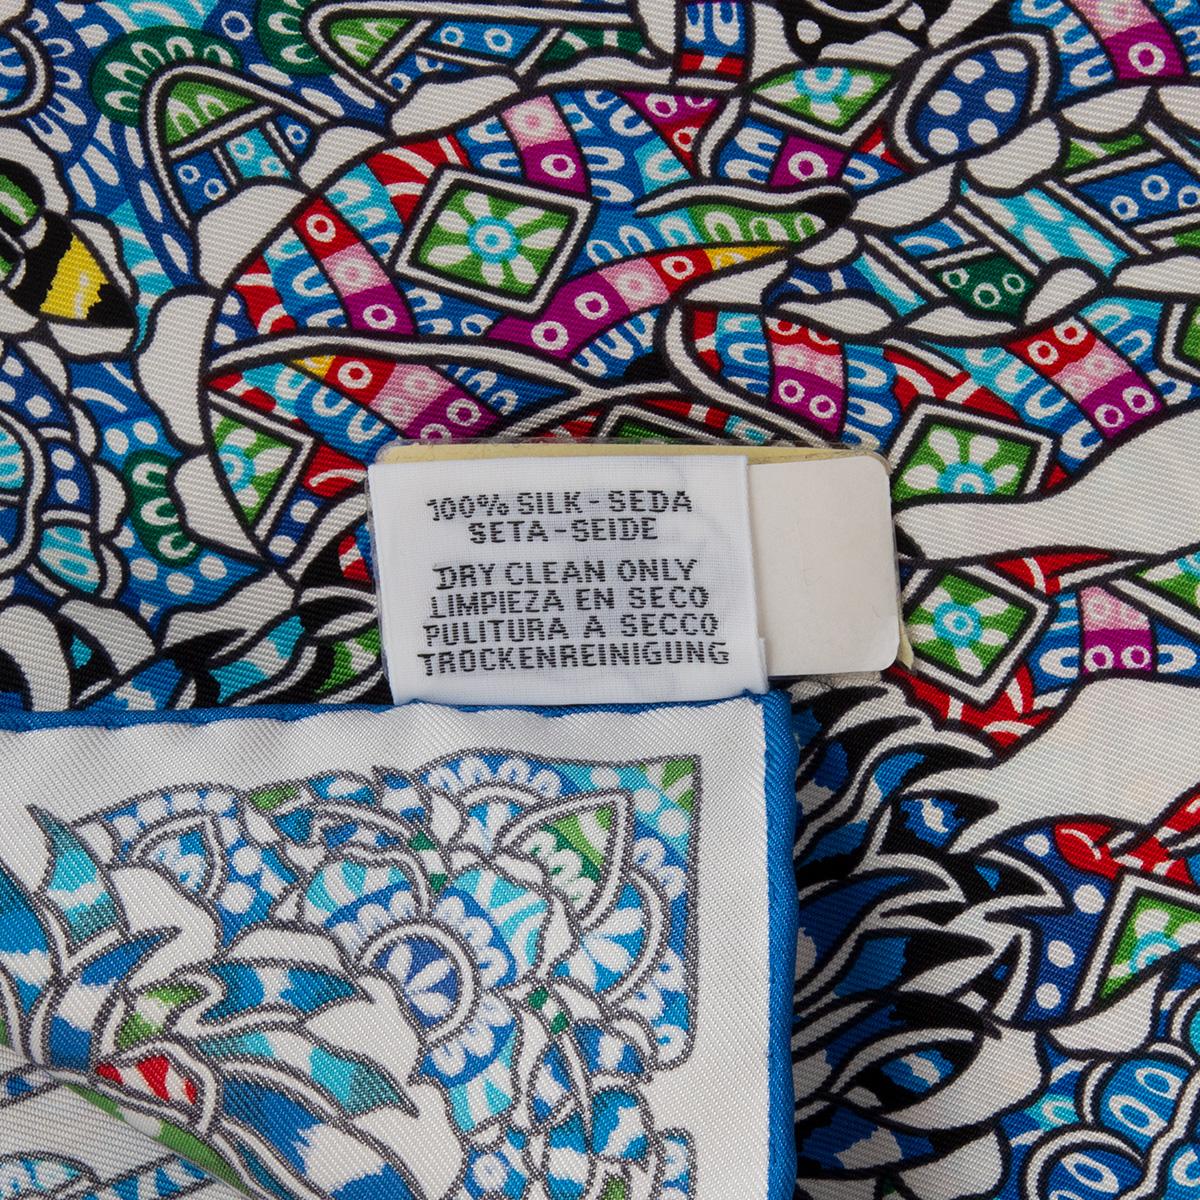 100% SILK - SEDA
SETA - SEIDE
DRY CLEAN ONLY
LIMPIEZA EN SECO
PULITURA A SECCO
TROCKENREINIGUNG